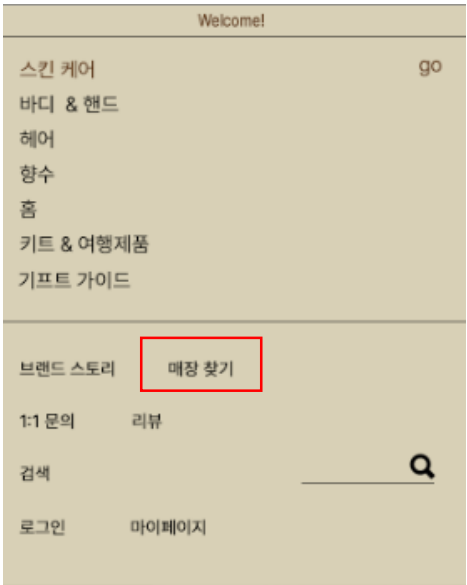 Welcome!
스킨 케어 go
바디 & 핸드
헤어
향수
홈
키트 & 여행제품
기프트 가이드
브랜드 스토리 매장 찾기
1:1 문의 리뷰
검색
로그인 마이페이지